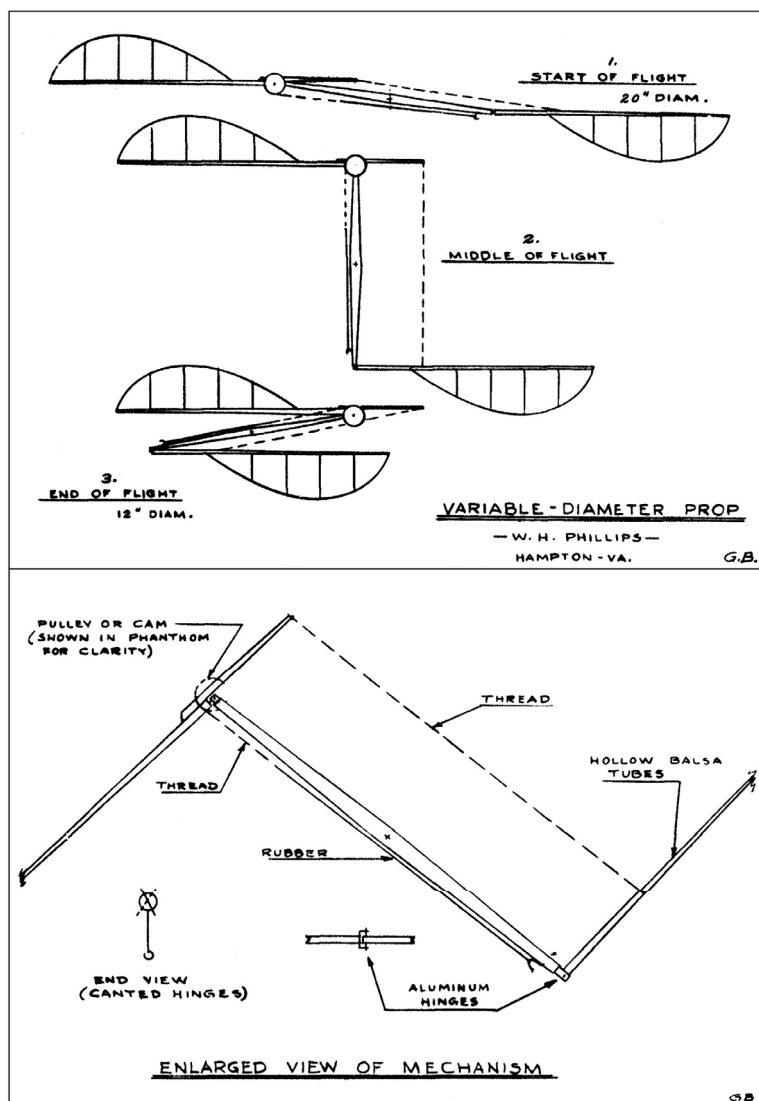 1.
START OF FLIGHT
20" DIAM.
2.
MIDDLE OF FLIGHT
3.
END OF FLIGHT
12" DIAM.
VARIABLE-DIAMETER PROP
— W. H. PHILLIPS —
HAMPTON - VA.
G.B.
PULLEY OR CAM
(SHOWN IN PHANTHOM
FOR CLARITY)
THREAD
HOLLOW BALSA
TUBES
THREAD
RUBBER
END VIEW
(CANTED HINGES)
ALUMINUM
HINGES
ENLARGED VIEW OF MECHANISM
GB